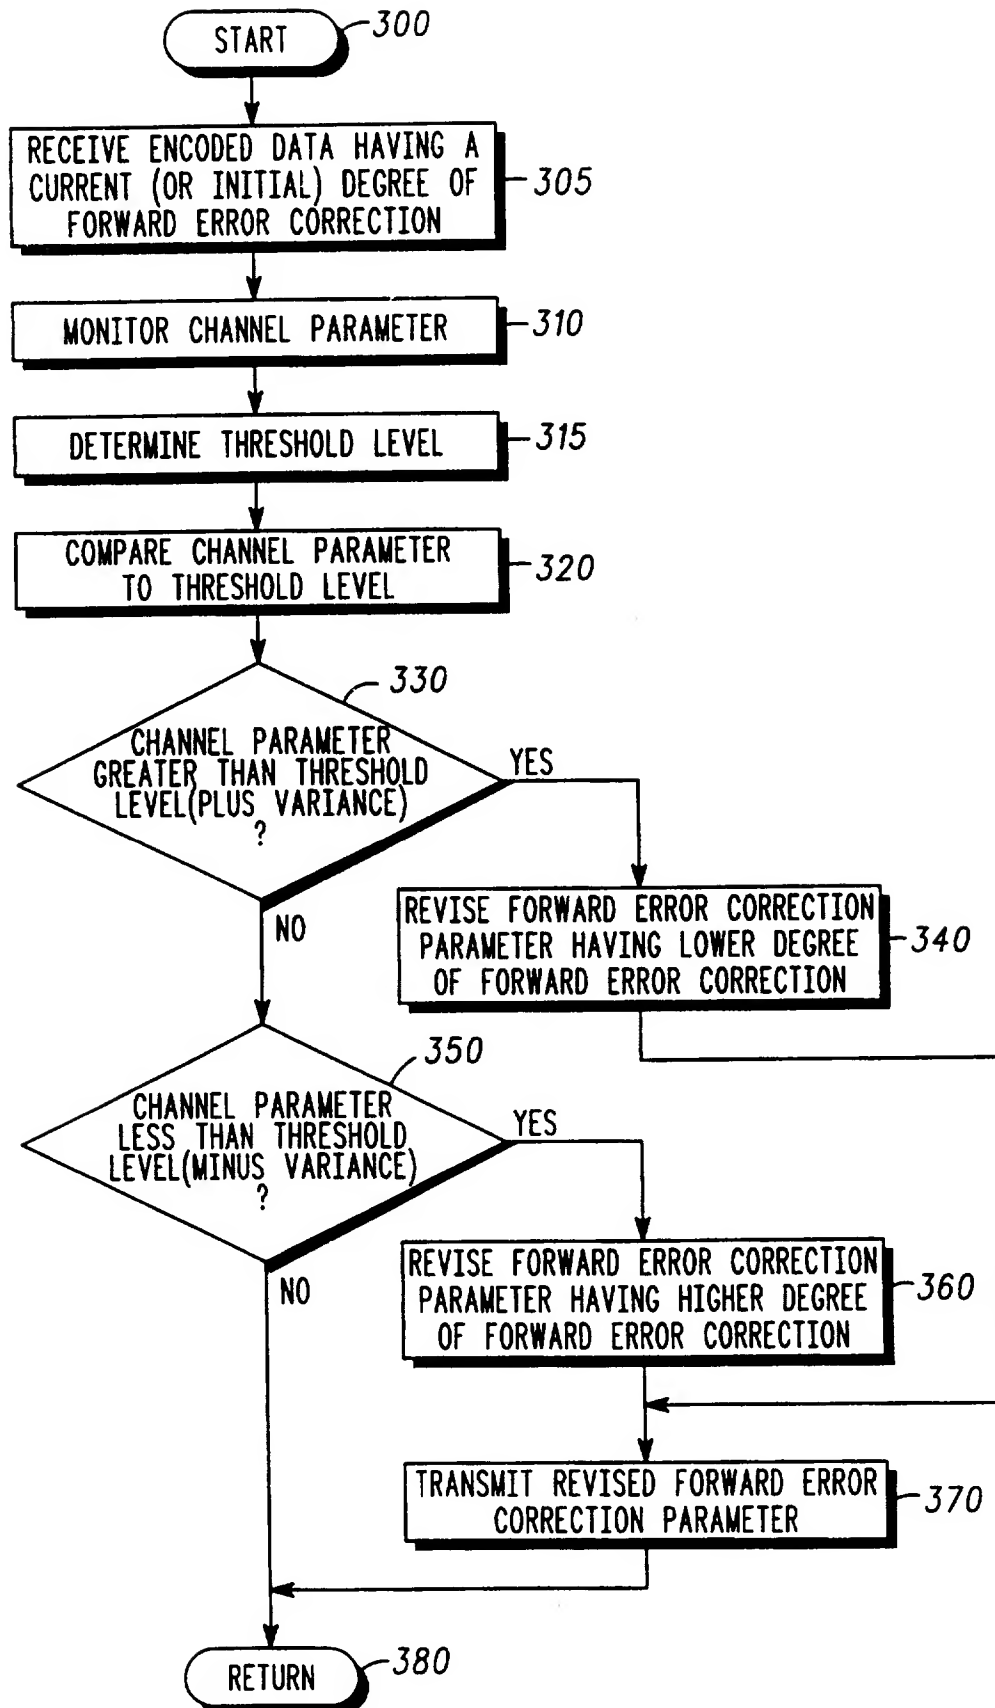 START
300
RECEIVE ENCODED DATA HAVING A
CURRENT (OR INITIAL) DEGREE OF
FORWARD ERROR CORRECTION
305
MONITOR CHANNEL PARAMETER
310
DETERMINE THRESHOLD LEVEL
315
COMPARE CHANNEL PARAMETER
TO THRESHOLD LEVEL
320
330
CHANNEL PARAMETER
GREATER THAN THRESHOLD
LEVEL(PLUS VARIANCE)
?
YES
NO
REVISE FORWARD ERROR CORRECTION
PARAMETER HAVING LOWER DEGREE
OF FORWARD ERROR CORRECTION
340
350
CHANNEL PARAMETER
LESS THAN THRESHOLD
LEVEL(MINUS VARIANCE)
?
YES
NO
REVISE FORWARD ERROR CORRECTION
PARAMETER HAVING HIGHER DEGREE
OF FORWARD ERROR CORRECTION
360
TRANSMIT REVISED FORWARD ERROR
CORRECTION PARAMETER
370
RETURN
380